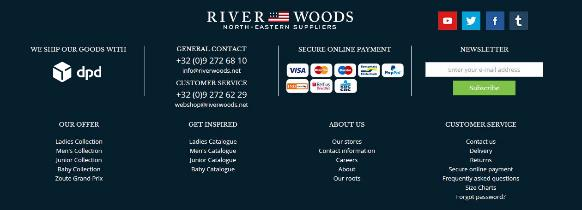 RIVER WOODS
NORTH-EASTERN SUPPLIERS
WE SHIP OUR GOODS WITH
dpd
GENERAL CONTACT
+32 (0)9 272 68 10
info@riverwoods.net
CUSTOMER SERVICE
+32 (0)9 272 62 29
webshop@riverwoods.net
SECURE ONLINE PAYMENT
VISA
PayPal
KBC
NEWSLETTER
Enter your e-mail address
Subscribe
OUR OFFER
Ladies Collection
Men's Collection
Junior Collection
Baby Collection
Zoute Grand Prix
GET INSPIRED
Ladies Catalogue
Men's Catalogue
Junior Catalogue
Baby Catalogue
ABOUT US
Our stores
Contact information
Careers
About
Our roots
CUSTOMER SERVICE
Contact us
Delivery
Returns
Secure online payment
Frequently asked questions
Size Charts
Forgot password?